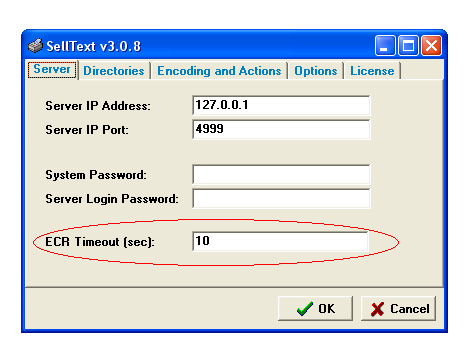 SellText v3.0.8
Server Directories Encoding and Actions Options License
Server IP Address: 127.0.0.1
Server IP Port: 4999
System Password:
Server Login Password:
ECR Timeout (sec): 10
OK Cancel